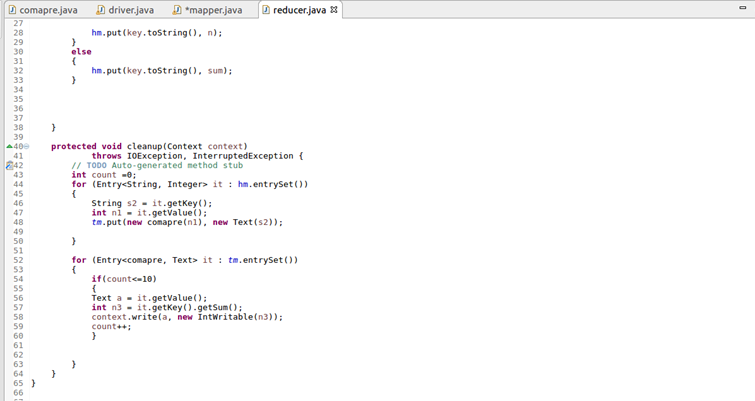 comapre.java driver.java *mapper.java reducer.java
27
28 hm.put(key.toString(), n);
29 }
30 else
31 {
32 hm.put(key.toString(), sum);
33 }
34
35
36
37
38 }
39
40 protected void cleanup(Context context)
41 throws IOException, InterruptedException {
42 // TODO Auto-generated method stub
43 int count =0;
44 for (Entry<String, Integer> it : hm.entrySet())
45 {
46 String s2 = it.getKey();
47 int n1 = it.getValue();
48 tm.put(new comapre(n1), new Text(s2));
49
50 }
51
52 for (Entry<comapre, Text> it : tm.entrySet())
53 {
54 if(count<=10)
55 {
56 Text a = it.getValue();
57 int n3 = it.getKey().getSum();
58 context.write(a, new IntWritable(n3));
59 count++;
60 }
61
62
63 }
64 }
65 }
66